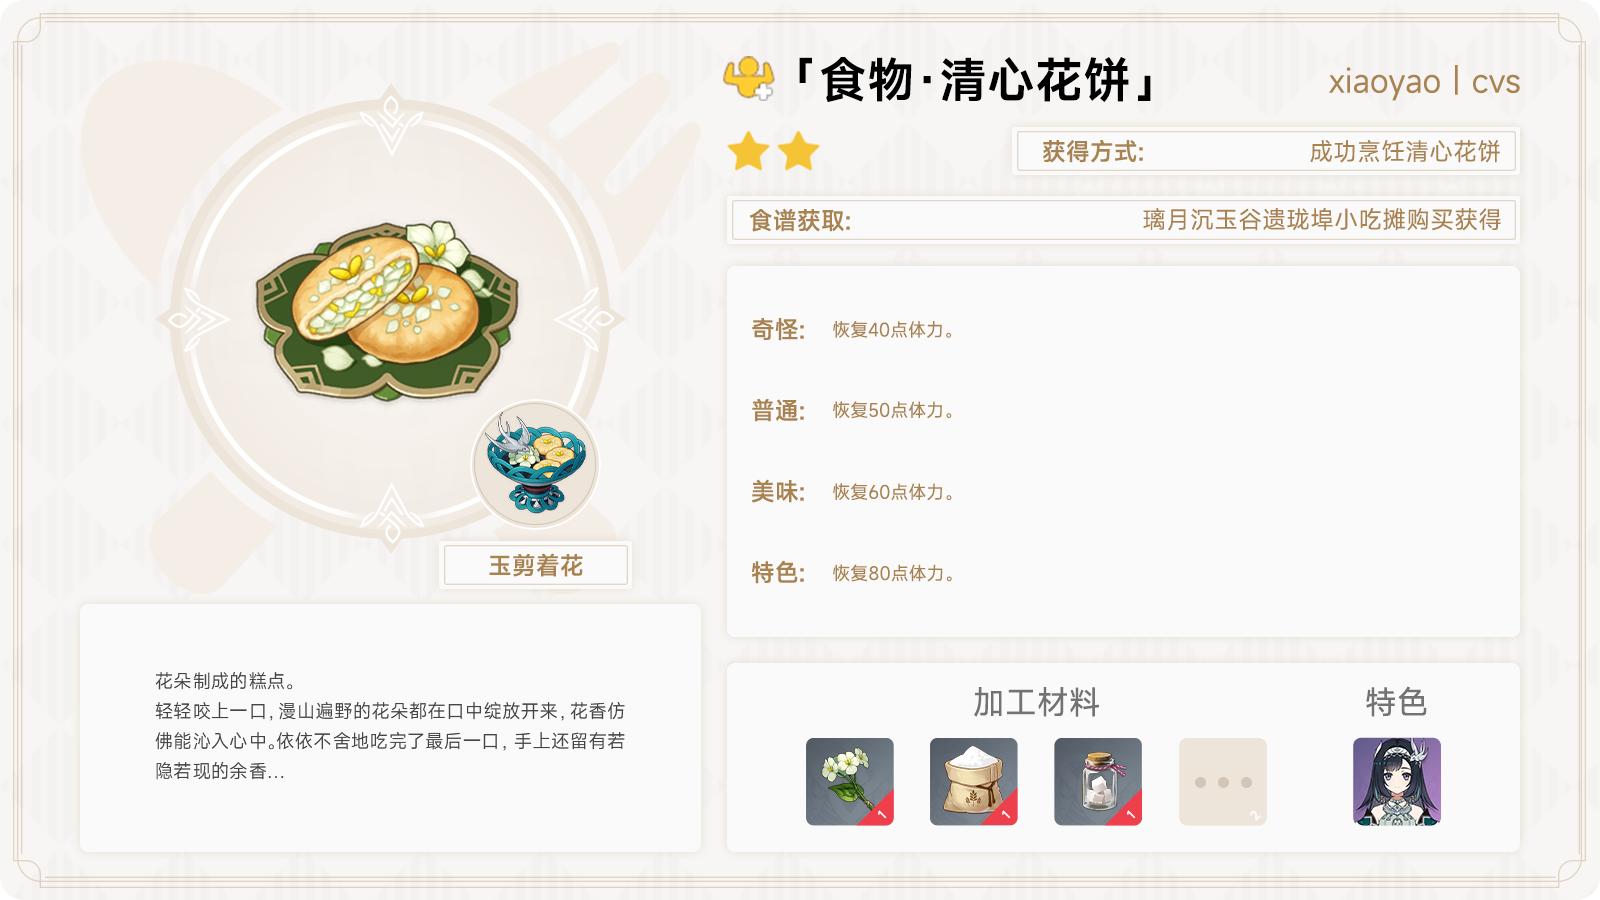 「食物·清心花饼」
xiaoyao | cvs
获得方式:
成功烹饪清心花饼
食谱获取:
璃月沉玉谷遗珑埠小吃摊购买获得
奇怪:
恢复40点体力。
普通:
恢复50点体力。
美味:
恢复60点体力。
特色:
恢复80点体力。
玉剪着花
花朵制成的糕点。
轻轻咬上一口,漫山遍野的花朵都在口中绽放开来,花香仿
佛能沁入心中。依依不舍地吃完了最后一口,手上还留有若
隐若现的余香...
加工材料
特色
1
1
1
2